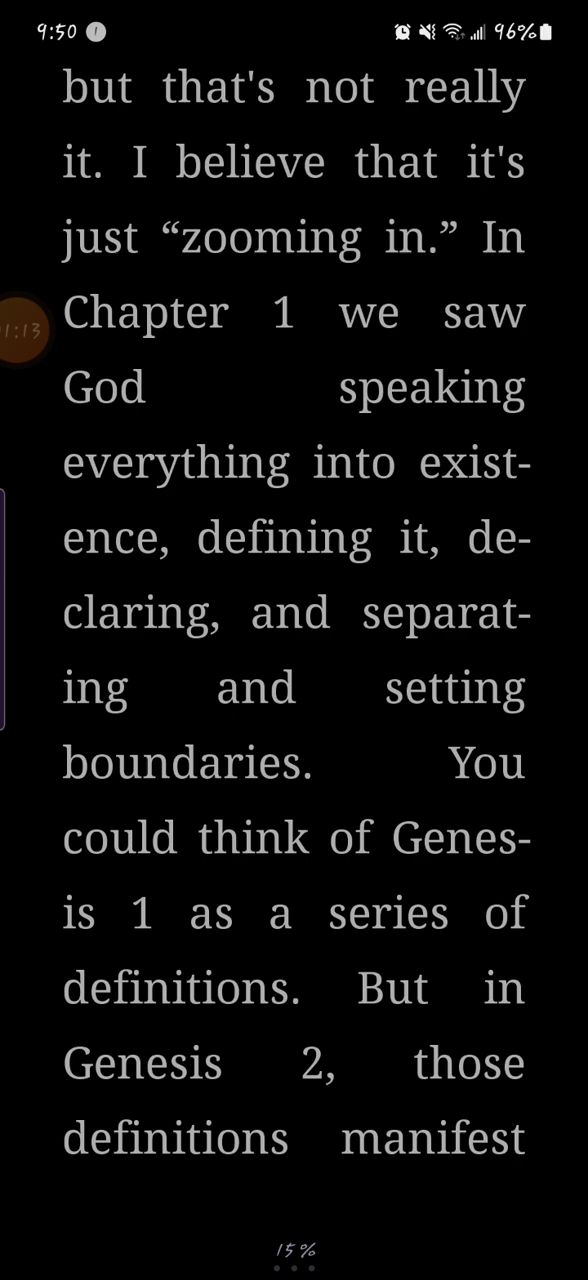 9:50 96%
but that's not really
it. I believe that it's
just “zooming in.” In
Chapter 1 we saw
God speaking
everything into exist-
ence, defining it, de-
claring, and separat-
ing and setting
boundaries. You
could think of Genes-
is 1 as a series of
definitions. But in
Genesis 2, those
definitions manifest
15%